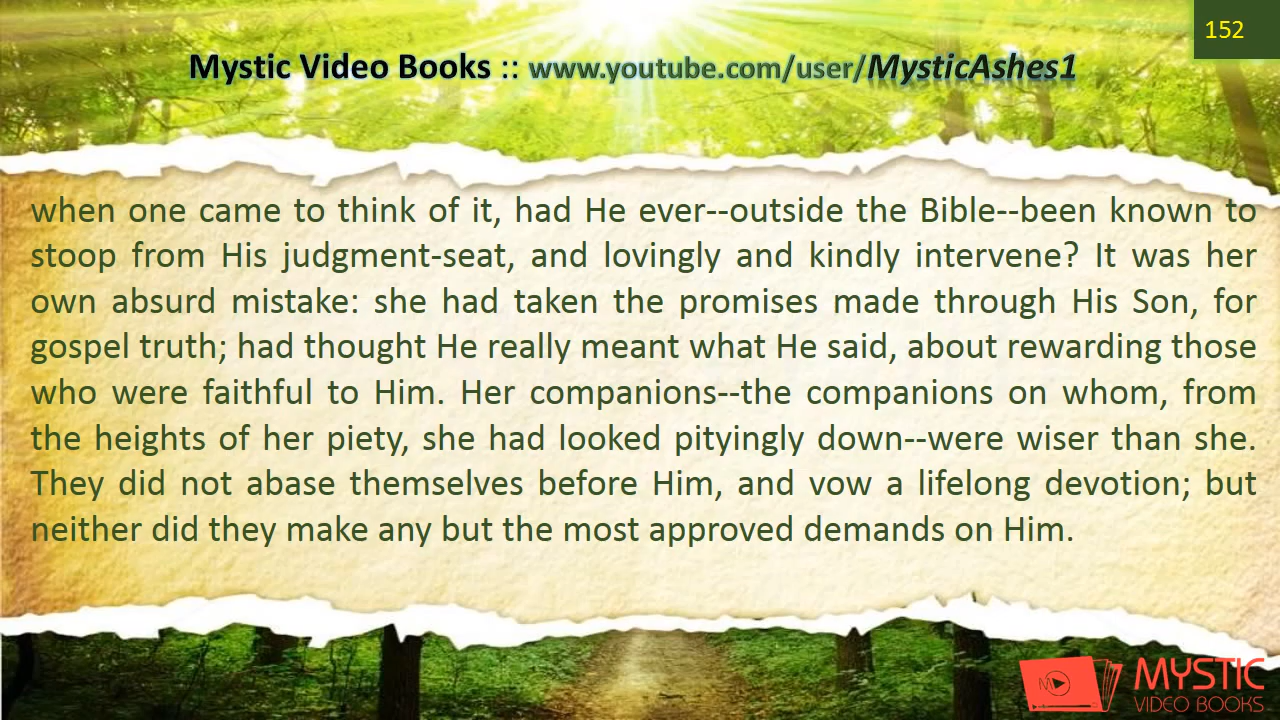 152
Mystic Video Books :: www.youtube.com/user/MysticAshes1
when one came to think of it, had He ever--outside the Bible--been known to
stoop from His judgment-seat, and lovingly and kindly intervene? It was her
own absurd mistake: she had taken the promises made through His Son, for
gospel truth; had thought He really meant what He said, about rewarding those
who were faithful to Him. Her companions--the companions on whom, from
the heights of her piety, she had looked pityingly down--were wiser than she.
They did not abase themselves before Him, and vow a lifelong devotion; but
neither did they make any but the most approved demands on Him.
MYSTIC
VIDEO BOOKS